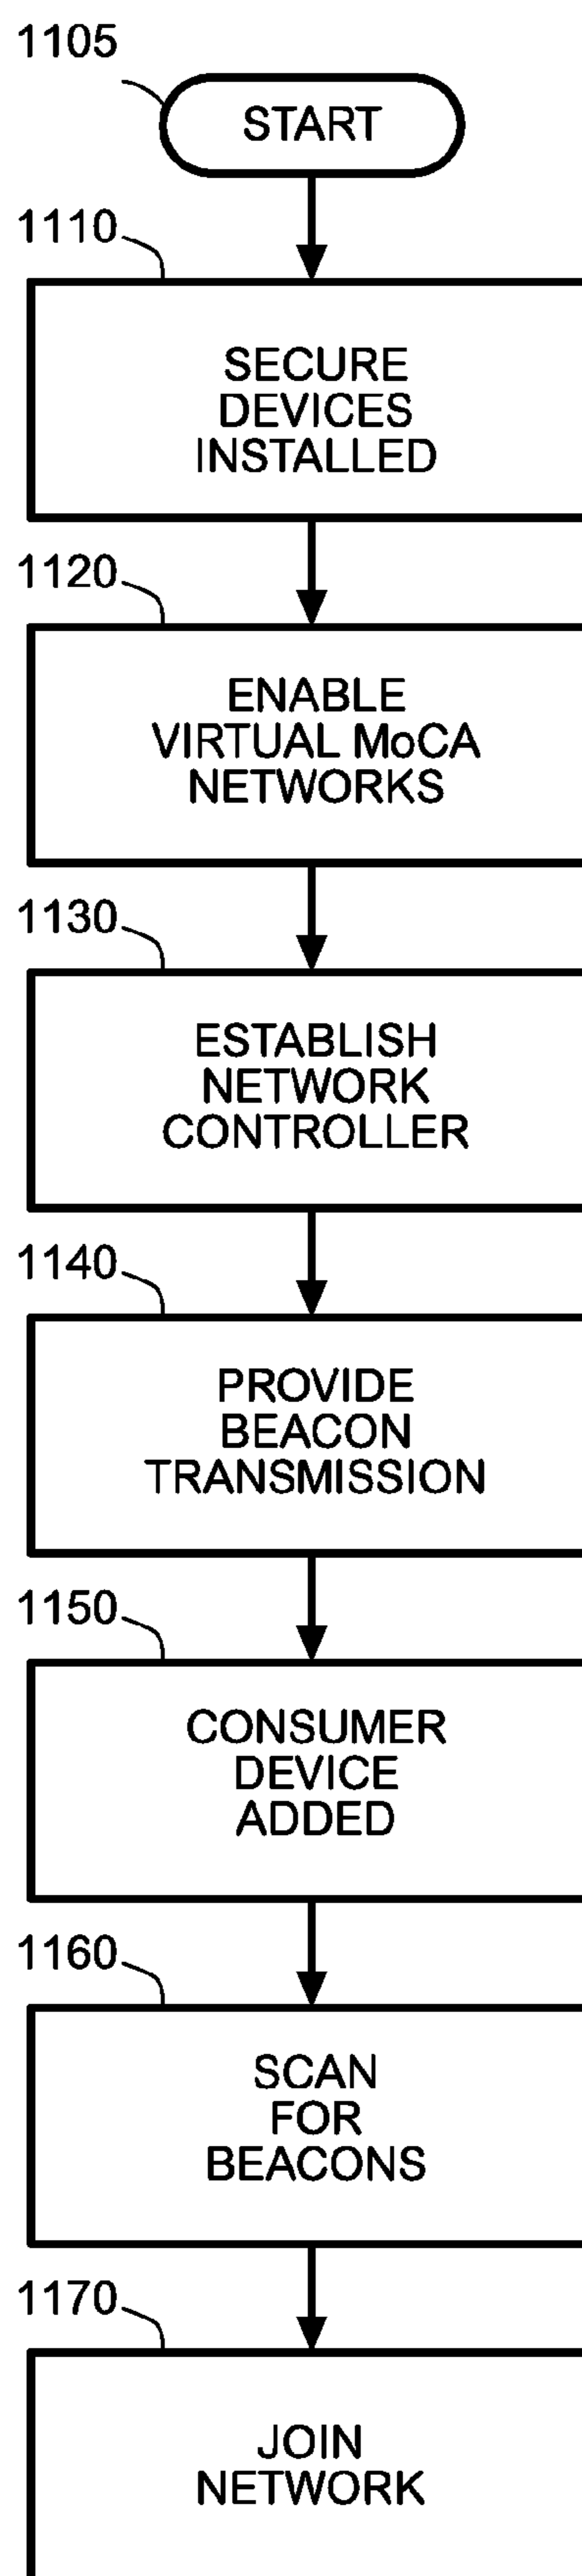 1105
START
1110
SECURE
DEVICES
INSTALLED
1120
ENABLE
VIRTUAL MoCA
NETWORKS
1130
ESTABLISH
NETWORK
CONTROLLER
1140
PROVIDE
BEACON
TRANSMISSION
1150
CONSUMER
DEVICE
ADDED
1160
SCAN
FOR
BEACONS
1170
JOIN
NETWORK